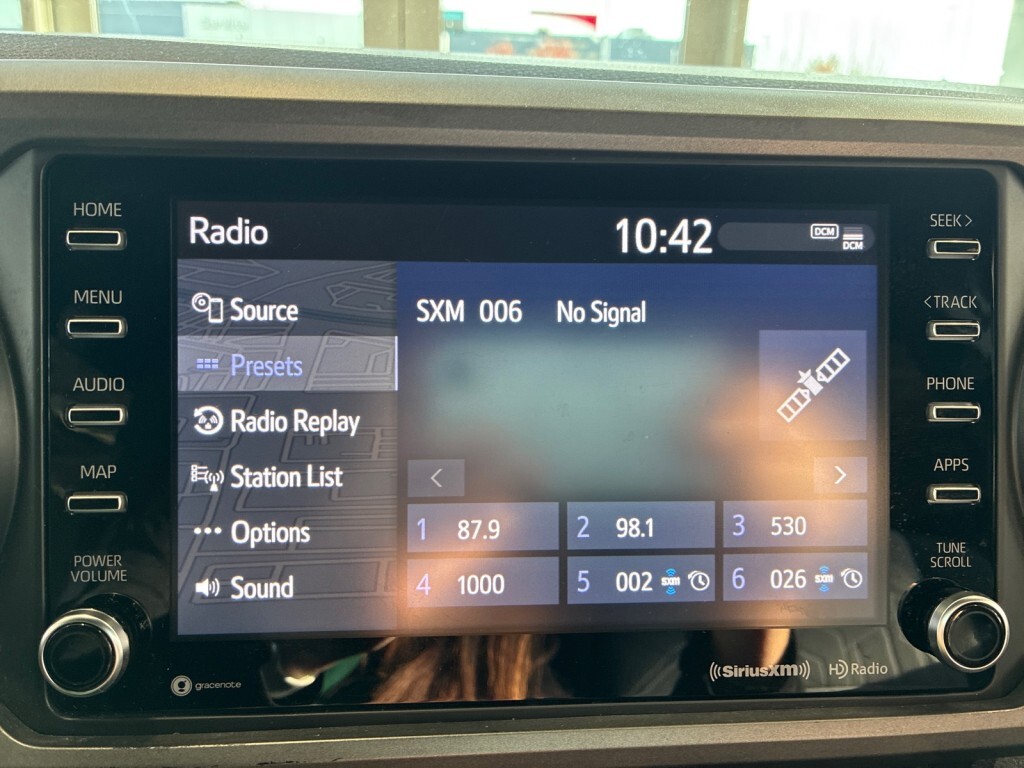 HOME
MENU
AUDIO
MAP
POWER
VOLUME
Radio
10:42
DCM
DCM
Source
Presets
Radio Replay
Station List
Options
Sound
SXM 006 No Signal
<
>
1 87.9
2 98.1
3 530
4 1000
5 002 SXM
6 026 SXM
SEEK >
< TRACK
PHONE
APPS
TUNE
SCROLL
gracenote
((SiriusXM))
HD Radio